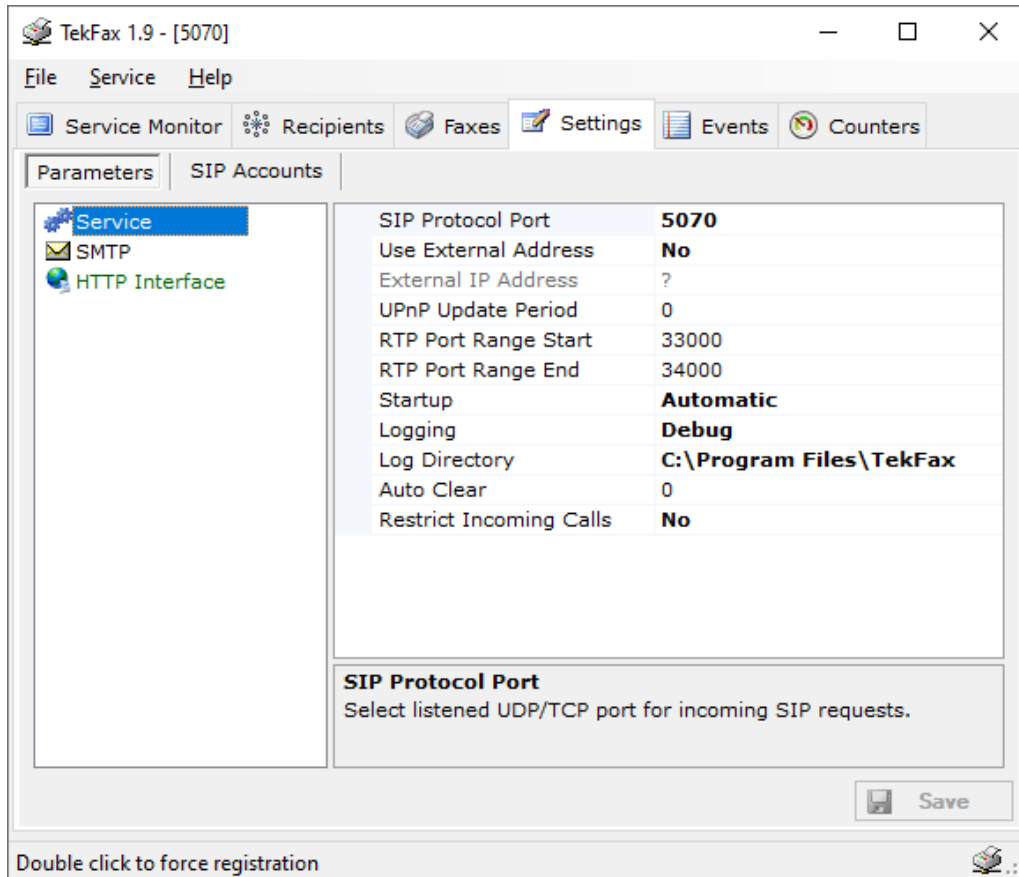 TekFax 1.9 - [5070]
File Service Help
Service Monitor Recipients Faxes Settings Events Counters
Parameters SIP Accounts
Service
SMTP
HTTP Interface
SIP Protocol Port 5070
Use External Address No
External IP Address ?
UPnP Update Period 0
RTP Port Range Start 33000
RTP Port Range End 34000
Startup Automatic
Logging Debug
Log Directory C:\Program Files\TekFax
Auto Clear 0
Restrict Incoming Calls No
SIP Protocol Port
Select listened UDP/TCP port for incoming SIP requests.
Save
Double click to force registration